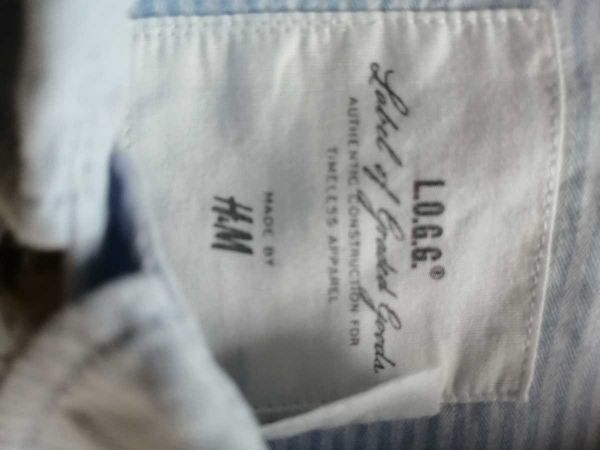 L.O.G.G.®
Label of Graded Goods
AUTHENTIC CONSTRUCTION FOR
TIMELESS APPAREL
MADE BY
H&M